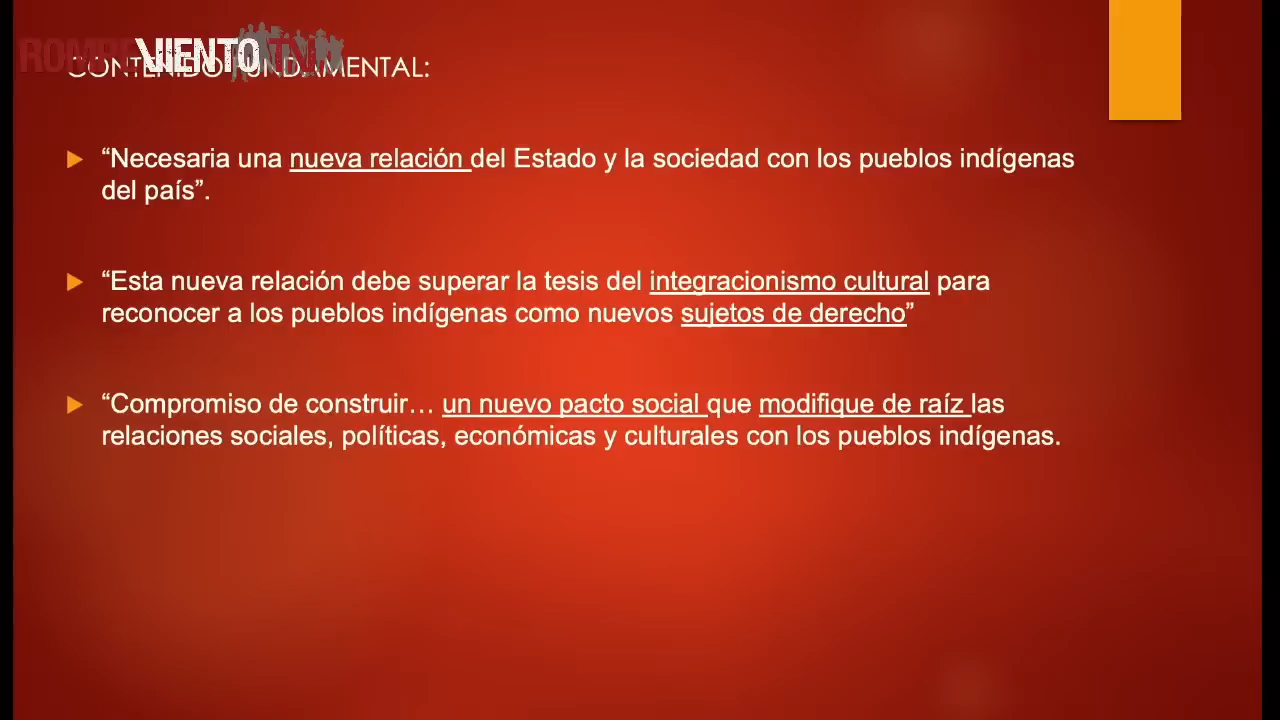 ROMPEVIENTO TV
CONTENIDO FUNDAMENTAL:
“Necesaria una nueva relación del Estado y la sociedad con los pueblos indígenas
del país”.
“Esta nueva relación debe superar la tesis del integracionismo cultural para
reconocer a los pueblos indígenas como nuevos sujetos de derecho”
“Compromiso de construir… un nuevo pacto social que modifique de raíz las
relaciones sociales, políticas, económicas y culturales con los pueblos indígenas.